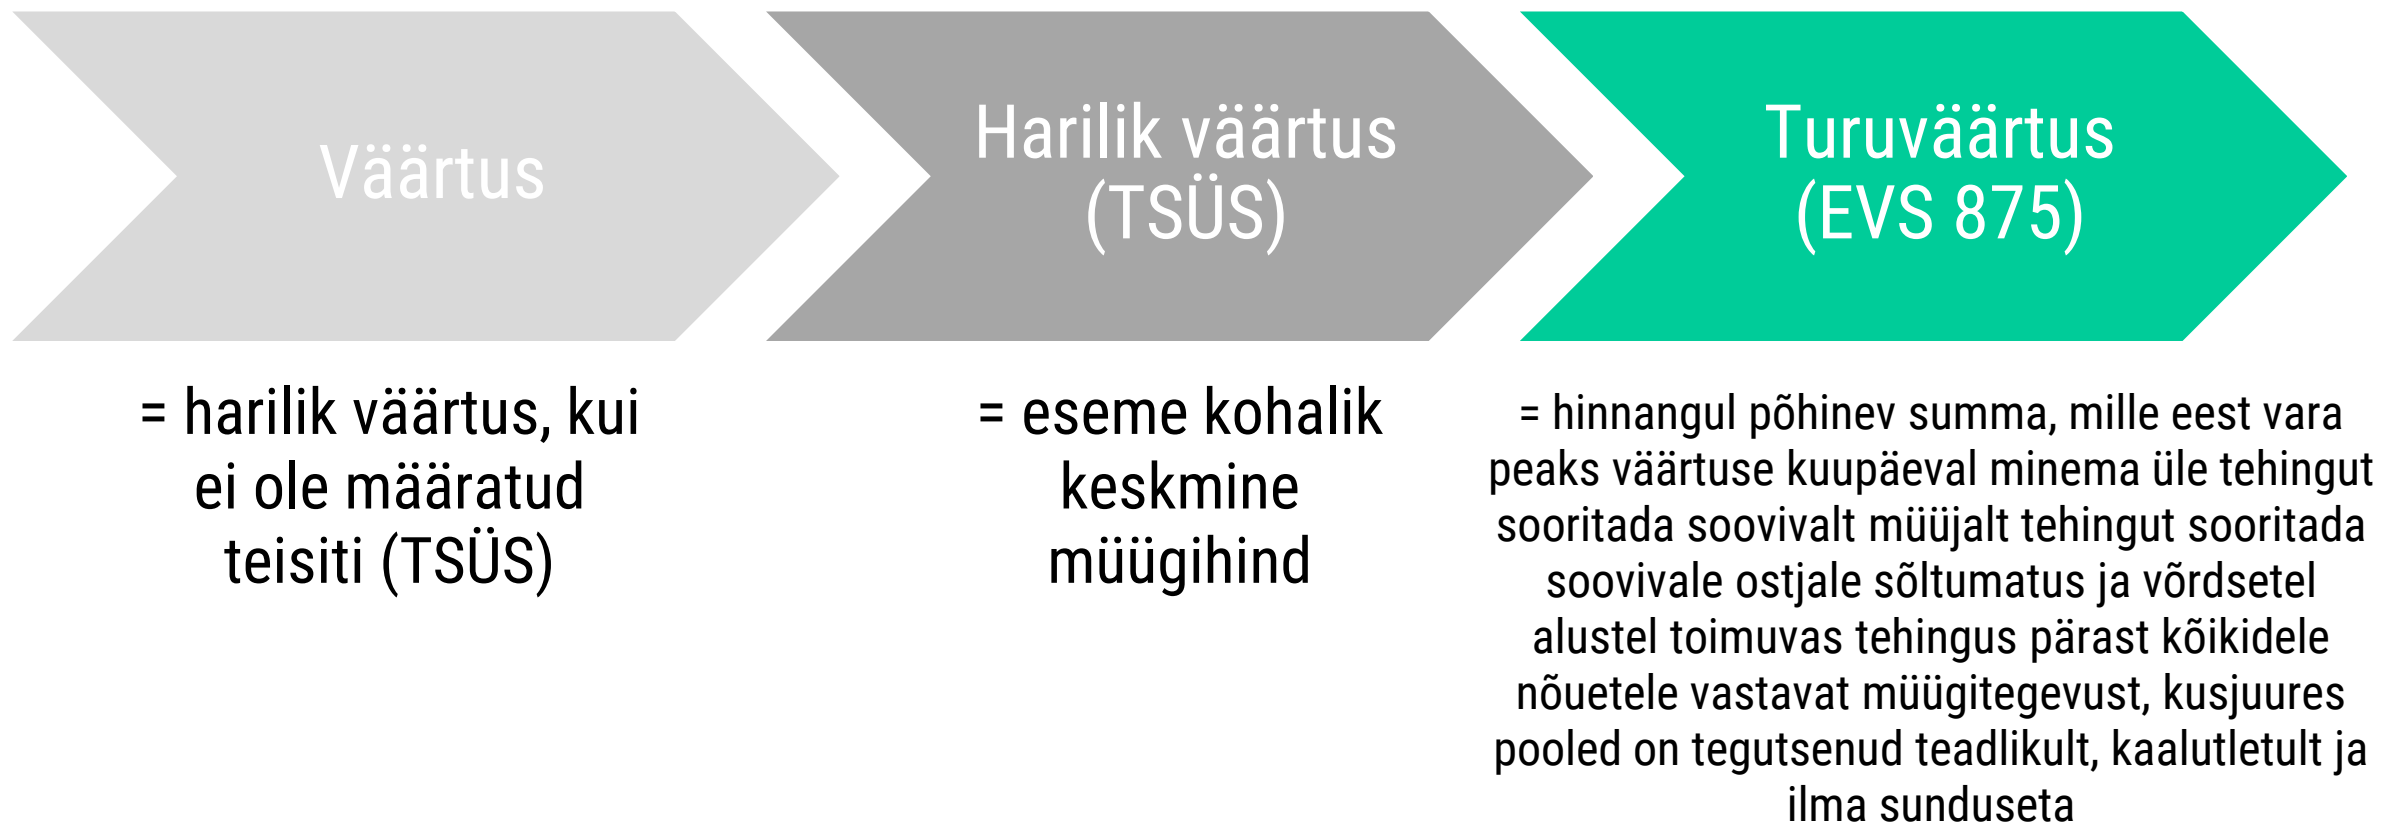 Väärtus
= harilik väärtus, kui
ei ole määratud
teisiti (TSÜS)
Harilik väärtus
(TSÜS)
= eseme kohalik
keskmine
müügihind
Turuväärtus
(EVS 875)
= hinnangul põhinev summa, mille eest vara
peaks väärtuse kuupäeval minema üle tehingut
sooritada soovivalt müüjalt tehingut sooritada
soovivale ostjale sõltumatus ja võrdsetel
alustel toimuvas tehingus pärast kõikidele
nõuetele vastavat müügitegevust, kusjuures
pooled on tegutsenud teadlikult, kaalutletult ja
ilma sunduseta